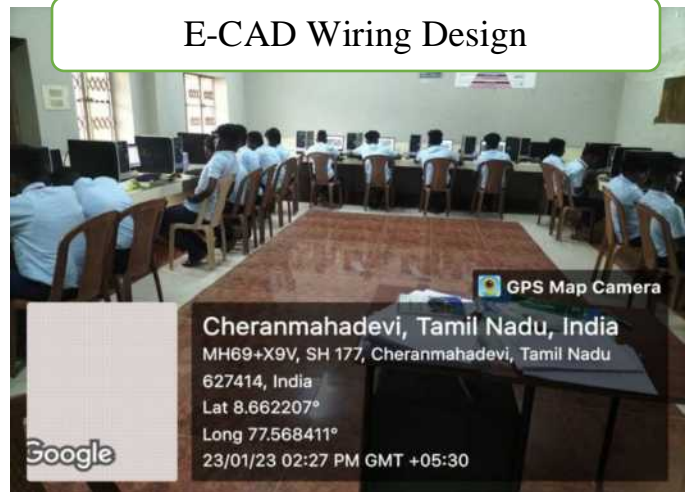 E-CAD Wiring Design
GPS Map Camera
Cheranmahadevi, Tamil Nadu, India
MH69+X9V, SH 177, Cheranmahadevi, Tamil Nadu
627414, India
Lat 8.662207°
Long 77.568411°
23/01/23 02:27 PM GMT +05:30
Google